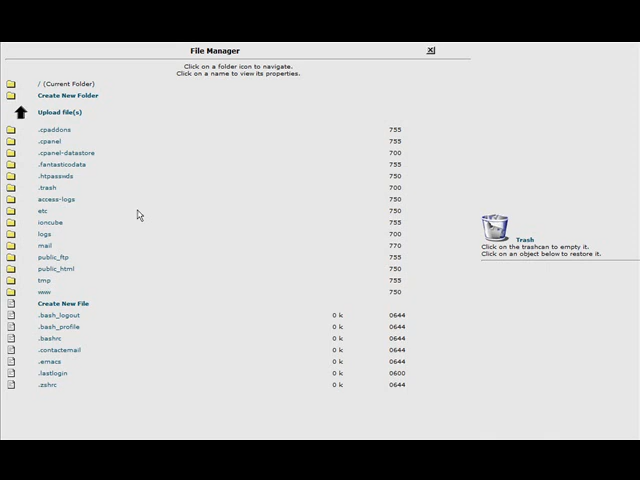 File Manager
Click on a folder icon to navigate.
Click on a name to view its properties.
/ (Current Folder)
Create New Folder
Upload file(s)
.cpaddons 755
.cpanel 755
.cpanel-datastore 700
.fantasticodata 755
.htpasswds 750
.trash 700
access-logs 750
etc 750
ioncube 755
logs 700
mail 770
public_ftp 755
public_html 750
tmp 755
www 750
Create New File
.bash_logout 0 k 0644
.bash_profile 0 k 0644
.bashrc 0 k 0644
.contactemail 0 k 0644
.emacs 0 k 0644
.lastlogin 0 k 0600
.zshrc 0 k 0644
Trash
Click on the trashcan to empty it.
Click on an object below to restore it.